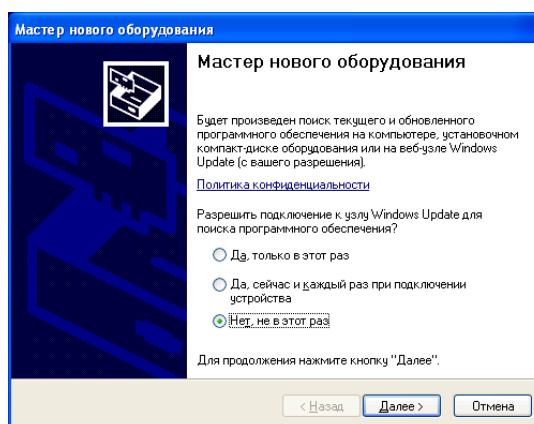 Мастер нового оборудования
Мастер нового оборудования
Будет произведен поиск текущего и обновленного
программного обеспечения на компьютере, установочном
компакт-диске оборудования или на веб-узле Windows
Update (с вашего разрешения).
Политика конфиденциальности
Разрешить подключение к узлу Windows Update для
поиска программного обеспечения?
Да, только в этот раз
Да, сейчас и каждый раз при подключении
устройства
Нет, не в этот раз
Для продолжения нажмите кнопку "Далее".
< Назад Далее > Отмена